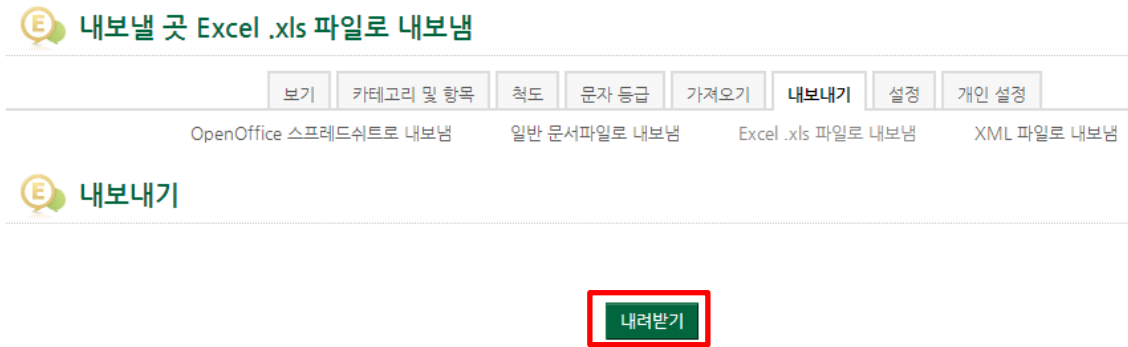 E 내보낼 곳 Excel .xls 파일로 내보냄
보기 카테고리 및 항목 척도 문자 등급 가져오기 내보내기 설정 개인 설정
OpenOffice 스프레드쉬트로 내보냄 일반 문서파일로 내보냄 Excel .xls 파일로 내보냄 XML 파일로 내보냄
E 내보내기
내려받기